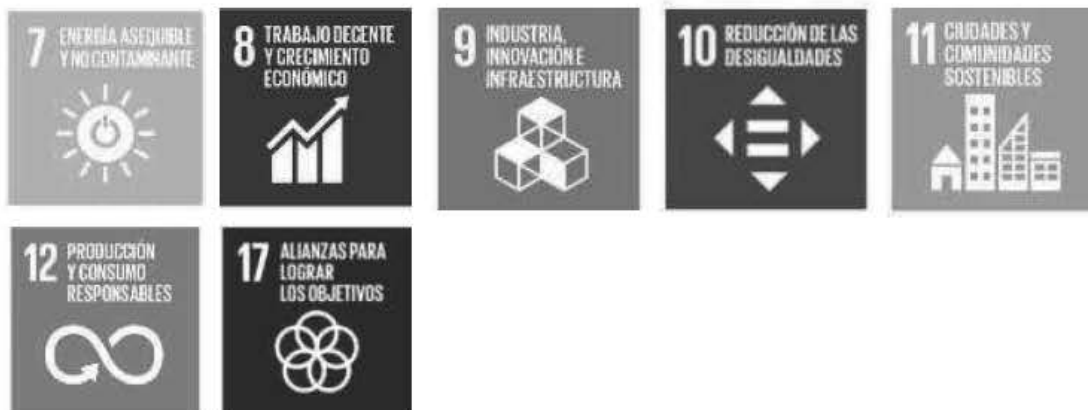 7 ENERGÍA ASEQUIBLE
Y NO CONTAMINANTE
8 TRABAJO DECENTE
Y CRECIMIENTO
ECONÓMICO
9 INDUSTRIA,
INNOVACIÓN E
INFRAESTRUCTURA
10 REDUCCIÓN DE LAS
DESIGUALDADES
11 CIUDADES Y
COMUNIDADES
SOSTENIBLES
12 PRODUCCIÓN
Y CONSUMO
RESPONSABLES
17 ALIANZAS PARA
LOGRAR
LOS OBJETIVOS